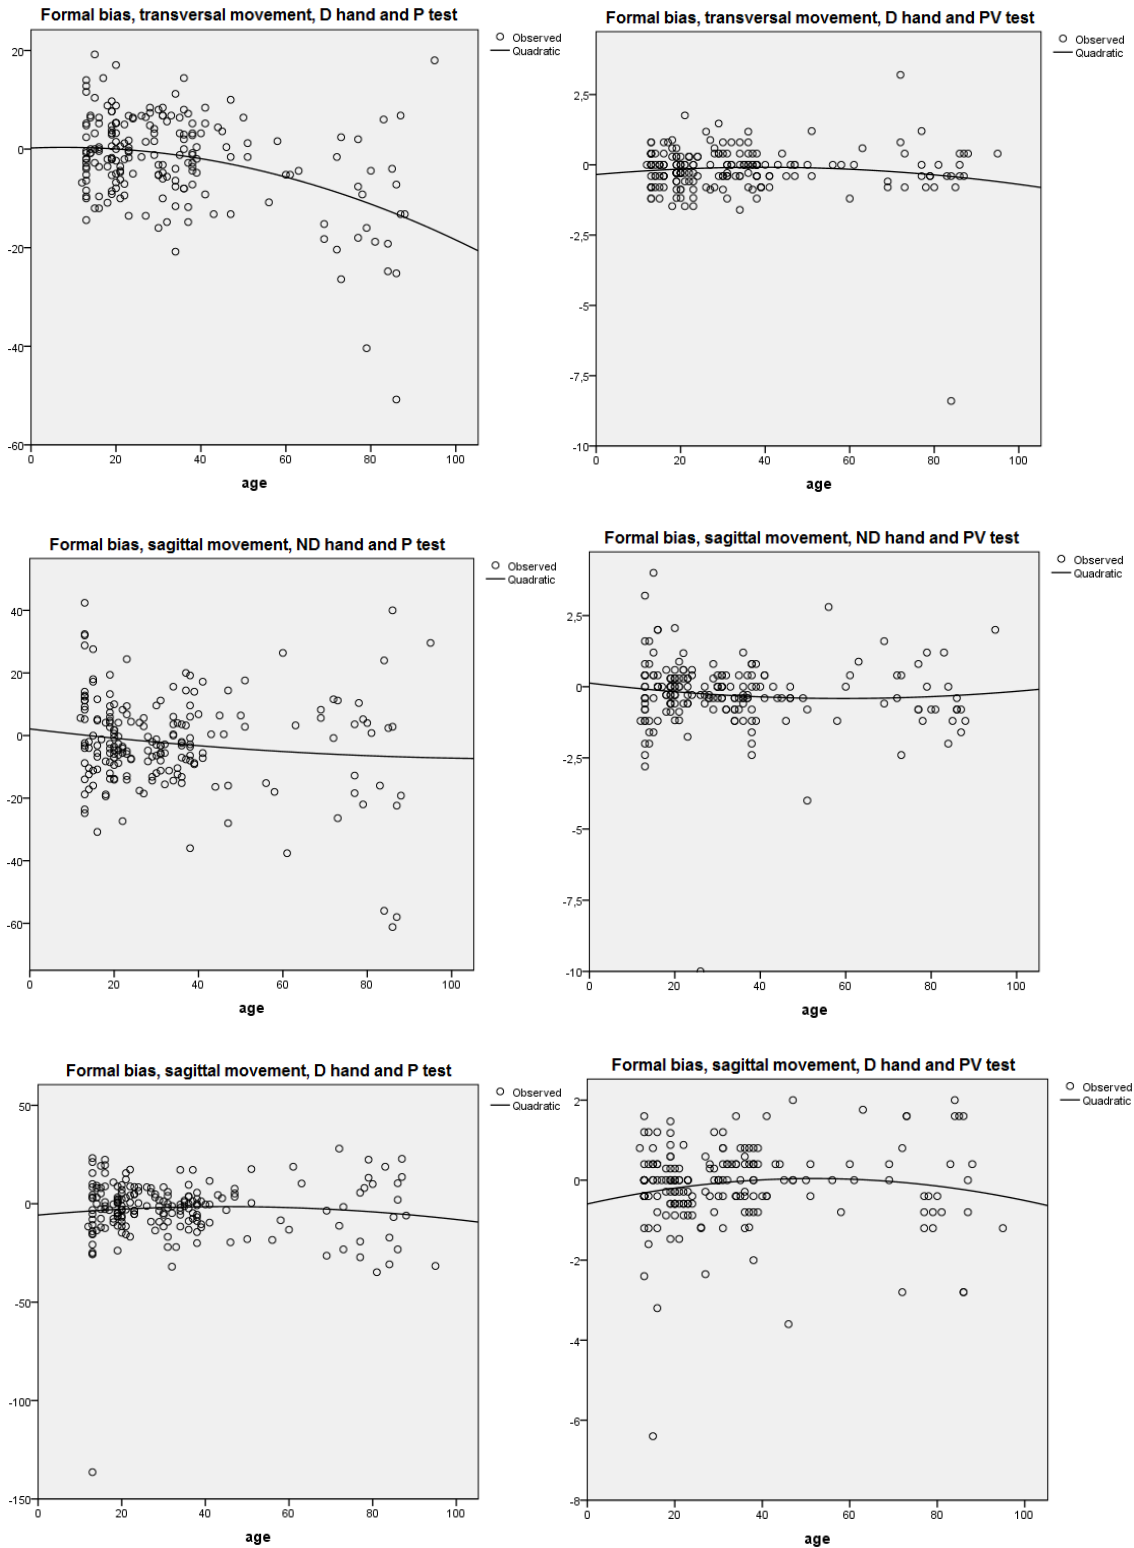 Formal bias, transversal movement, D hand and P test
Observed
Quadratic
20
0
-20
-40
-60
0 20 40 60 80 100
age
Formal bias, transversal movement, D hand and PV test
Observed
Quadratic
2,5
0
-2,5
-5
-7,5
-10
0 20 40 60 80 100
age
Formal bias, sagittal movement, ND hand and P test
Observed
Quadratic
40
20
0
-20
-40
-60
0 20 40 60 80 100
age
Formal bias, sagittal movement, ND hand and PV test
Observed
Quadratic
2,5
0
-2,5
-5
-7,5
-10
0 20 40 60 80 100
age
Formal bias, sagittal movement, D hand and P test
Observed
Quadratic
50
0
-50
-100
-150
0 20 40 60 80 100
age
Formal bias, sagittal movement, D hand and PV test
Observed
Quadratic
2
0
-2
-4
-6
-8
0 20 40 60 80 100
age